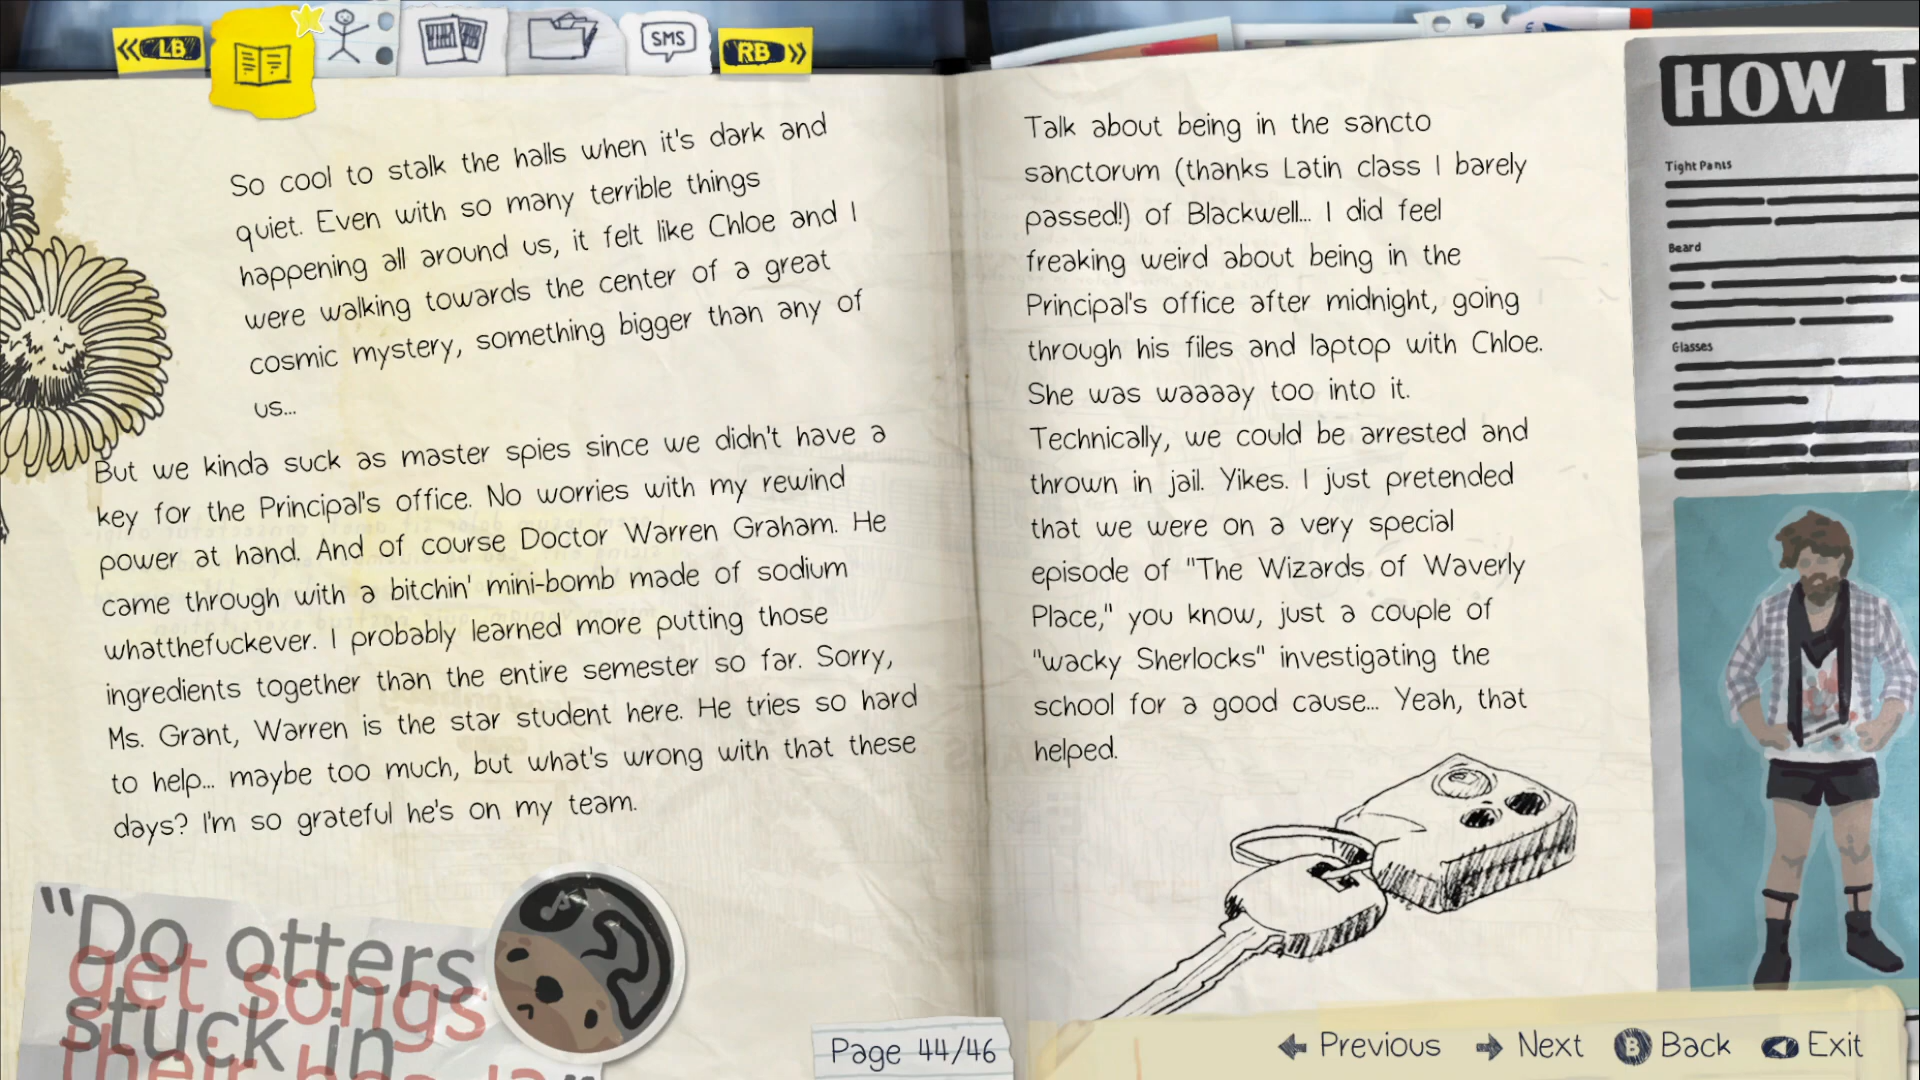 LB
SMS
RB
So cool to stalk the halls when it's dark and
quiet. Even with so many terrible things
happening all around us, it felt like Chloe and I
were walking towards the center of a great
cosmic mystery, something bigger than any of
us...
But we kinda suck as master spies since we didn't have a
key for the Principal's office. No worries with my rewind
power at hand. And of course Doctor Warren Graham. He
came through with a bitchin' mini-bomb made of sodium
whatthefuckever. I probably learned more putting those
ingredients together than the entire semester so far. Sorry,
Ms. Grant, Warren is the star student here. He tries so hard
to help... maybe too much, but what's wrong with that these
days? I'm so grateful he's on my team.
"Do otters
get songs
stuck in
their
Talk about being in the sancto
sanctorum (thanks Latin class I barely
passed!) of Blackwell... I did feel
freaking weird about being in the
Principal's office after midnight, going
through his files and laptop with Chloe.
She was waaaay too into it.
Technically, we could be arrested and
thrown in jail. Yikes. I just pretended
that we were on a very special
episode of "The Wizards of Waverly
Place," you know, just a couple of
"wacky Sherlocks" investigating the
school for a good cause... Yeah, that
helped.
HOW T
Tight Pants
Beard
Glasses
Page 44/46
Previous
Next
B Back
Exit